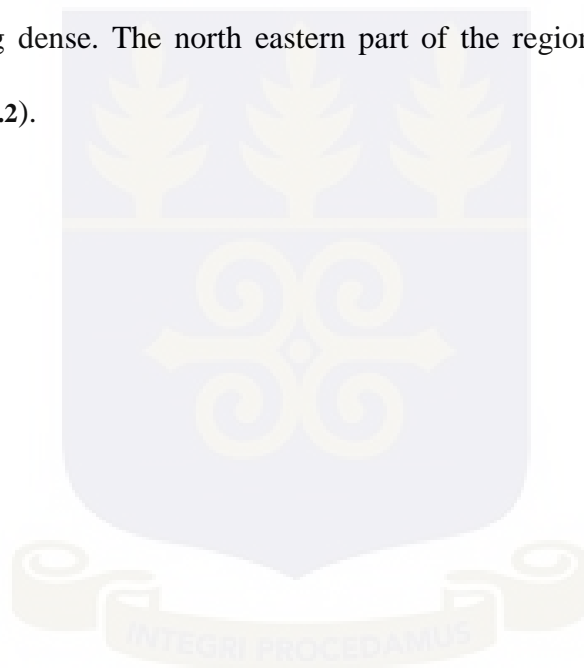 g dense. The north eastern part of the region
.2).
INTEGRI PROCEDAMUS